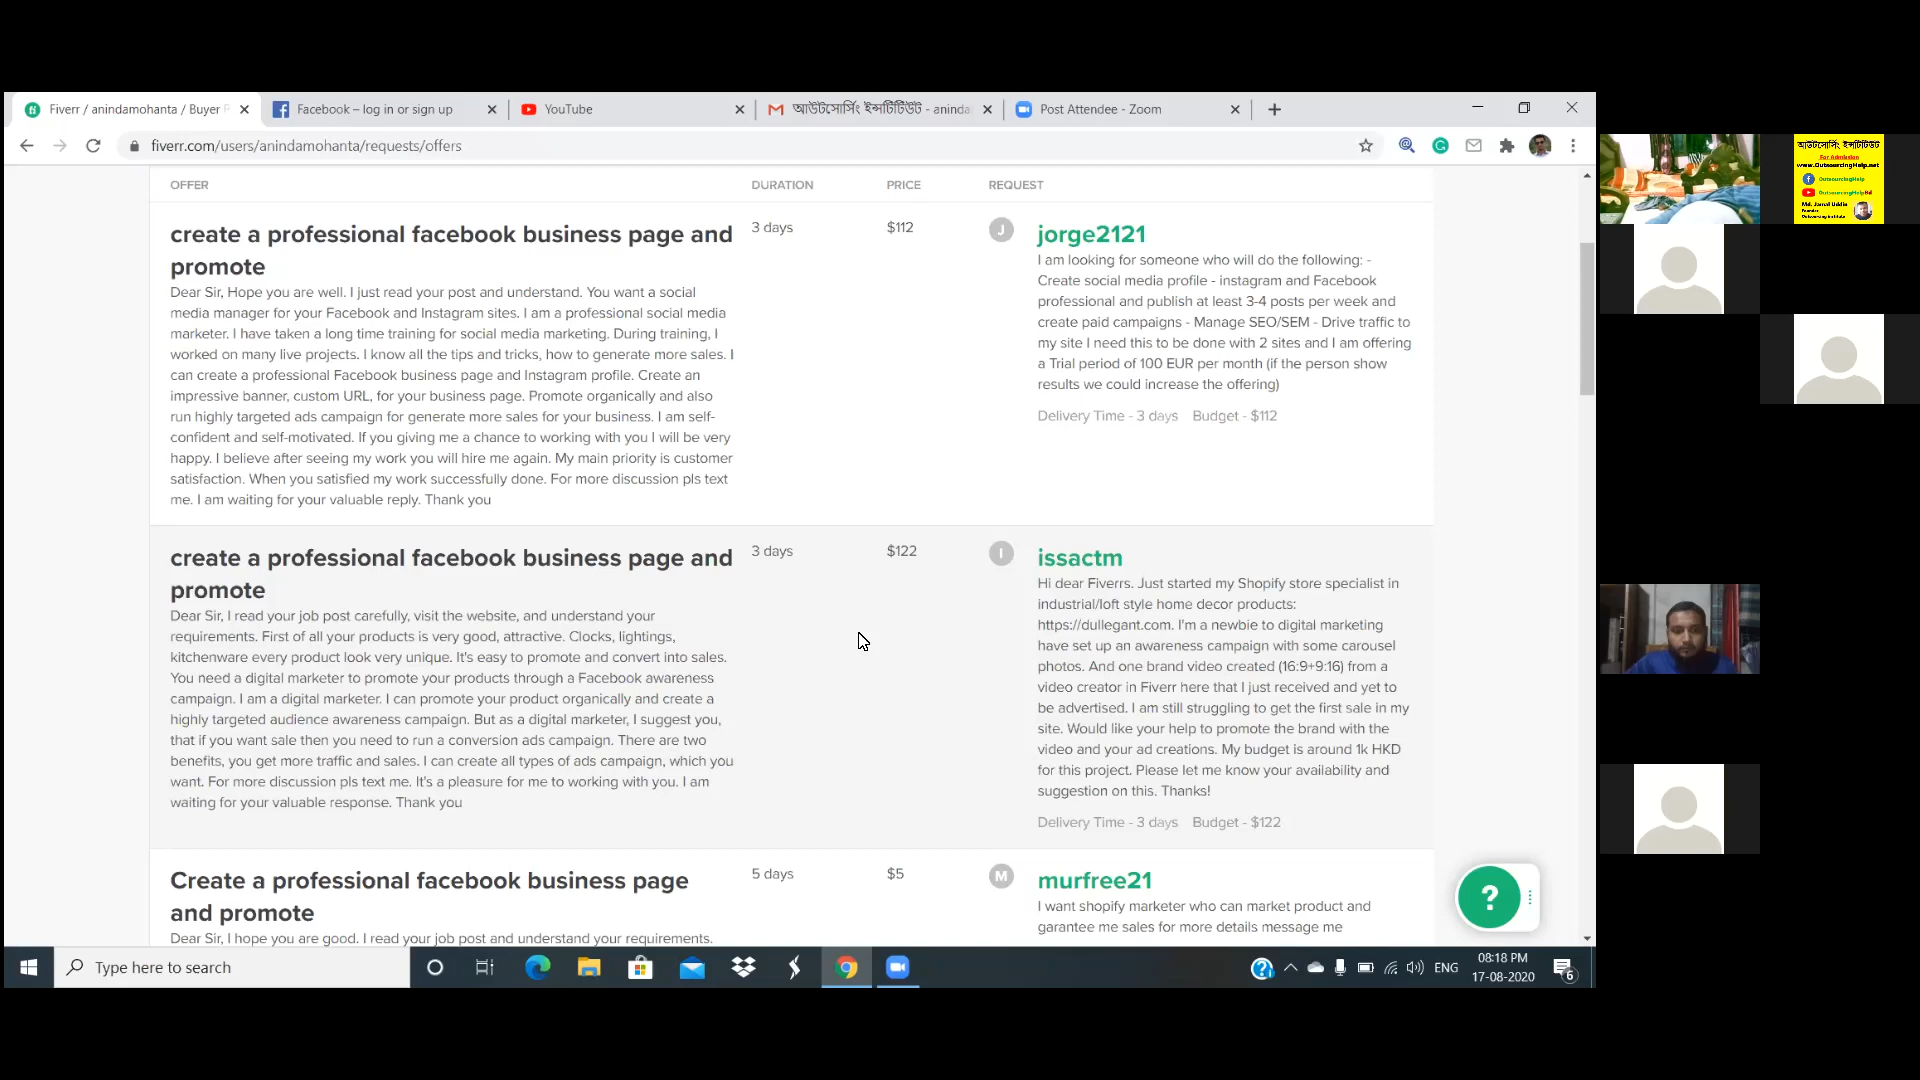 Fiverr / anindamohanta / Buyer R
Facebook – log in or sign up
YouTube
আউটসোর্সিং ইন্সটিটিউট - aninda
Post Attendee - Zoom
fiverr.com/users/anindamohanta/requests/offers
OFFER DURATION PRICE REQUEST
create a professional facebook business page and
promote
Dear Sir, Hope you are well. I just read your post and understand. You want a social
media manager for your Facebook and Instagram sites. I am a professional social media
marketer. I have taken a long time training for social media marketing. During training, I
worked on many live projects. I know all the tips and tricks, how to generate more sales. I
can create a professional Facebook business page and Instagram profile. Create an
impressive banner, custom URL, for your business page. Promote organically and also
run highly targeted ads campaign for generate more sales for your business. I am self-
confident and self-motivated. If you giving me a chance to working with you I will be very
happy. I believe after seeing my work you will hire me again. My main priority is customer
satisfaction. When you satisfied my work successfully done. For more discussion pls text
me. I am waiting for your valuable reply. Thank you
3 days
$112
J
jorge2121
I am looking for someone who will do the following: -
Create social media profile - instagram and Facebook
professional and publish at least 3-4 posts per week and
create paid campaigns - Manage SEO/SEM - Drive traffic to
my site I need this to be done with 2 sites and I am offering
a Trial period of 100 EUR per month (if the person show
results we could increase the offering)
Delivery Time - 3 days Budget - $112
create a professional facebook business page and
promote
Dear Sir, I read your job post carefully, visit the website, and understand your
requirements. First of all your products is very good, attractive. Clocks, lightings,
kitchenware every product look very unique. It's easy to promote and convert into sales.
You need a digital marketer to promote your products through a Facebook awareness
campaign. I am a digital marketer. I can promote your product organically and create a
highly targeted audience awareness campaign. But as a digital marketer, I suggest you,
that if you want sale then you need to run a conversion ads campaign. There are two
benefits, you get more traffic and sales. I can create all types of ads campaign, which you
want. For more discussion pls text me. It's a pleasure for me to working with you. I am
waiting for your valuable response. Thank you
3 days
$122
I
issactm
Hi dear Fiverrs. Just started my Shopify store specialist in
industrial/loft style home decor products:
https://dullegant.com. I'm a newbie to digital marketing
have set up an awareness campaign with some carousel
photos. And one brand video created (16:9+9:16) from a
video creator in Fiverr here that I just received and yet to
be advertised. I am still struggling to get the first sale in my
site. Would like your help to promote the brand with the
video and your ad creations. My budget is around 1k HKD
for this project. Please let me know your availability and
suggestion on this. Thanks!
Delivery Time - 3 days Budget - $122
Create a professional facebook business page
and promote
Dear Sir, I hope you are good. I read your job post and understand your requirements.
5 days
$5
M
murfree21
I want shopify marketer who can market product and
garantee me sales for more details message me
?
Type here to search
ENG
08:18 PM
17-08-2020
6
আউটসোর্সিং ইন্সটিটিউট
For Admission
www.OutsourcingHelp.net
OutsourcingHelp
OutsourcingHelpBd
Md. Jamal Uddin
Founder
Outsourcing Institute